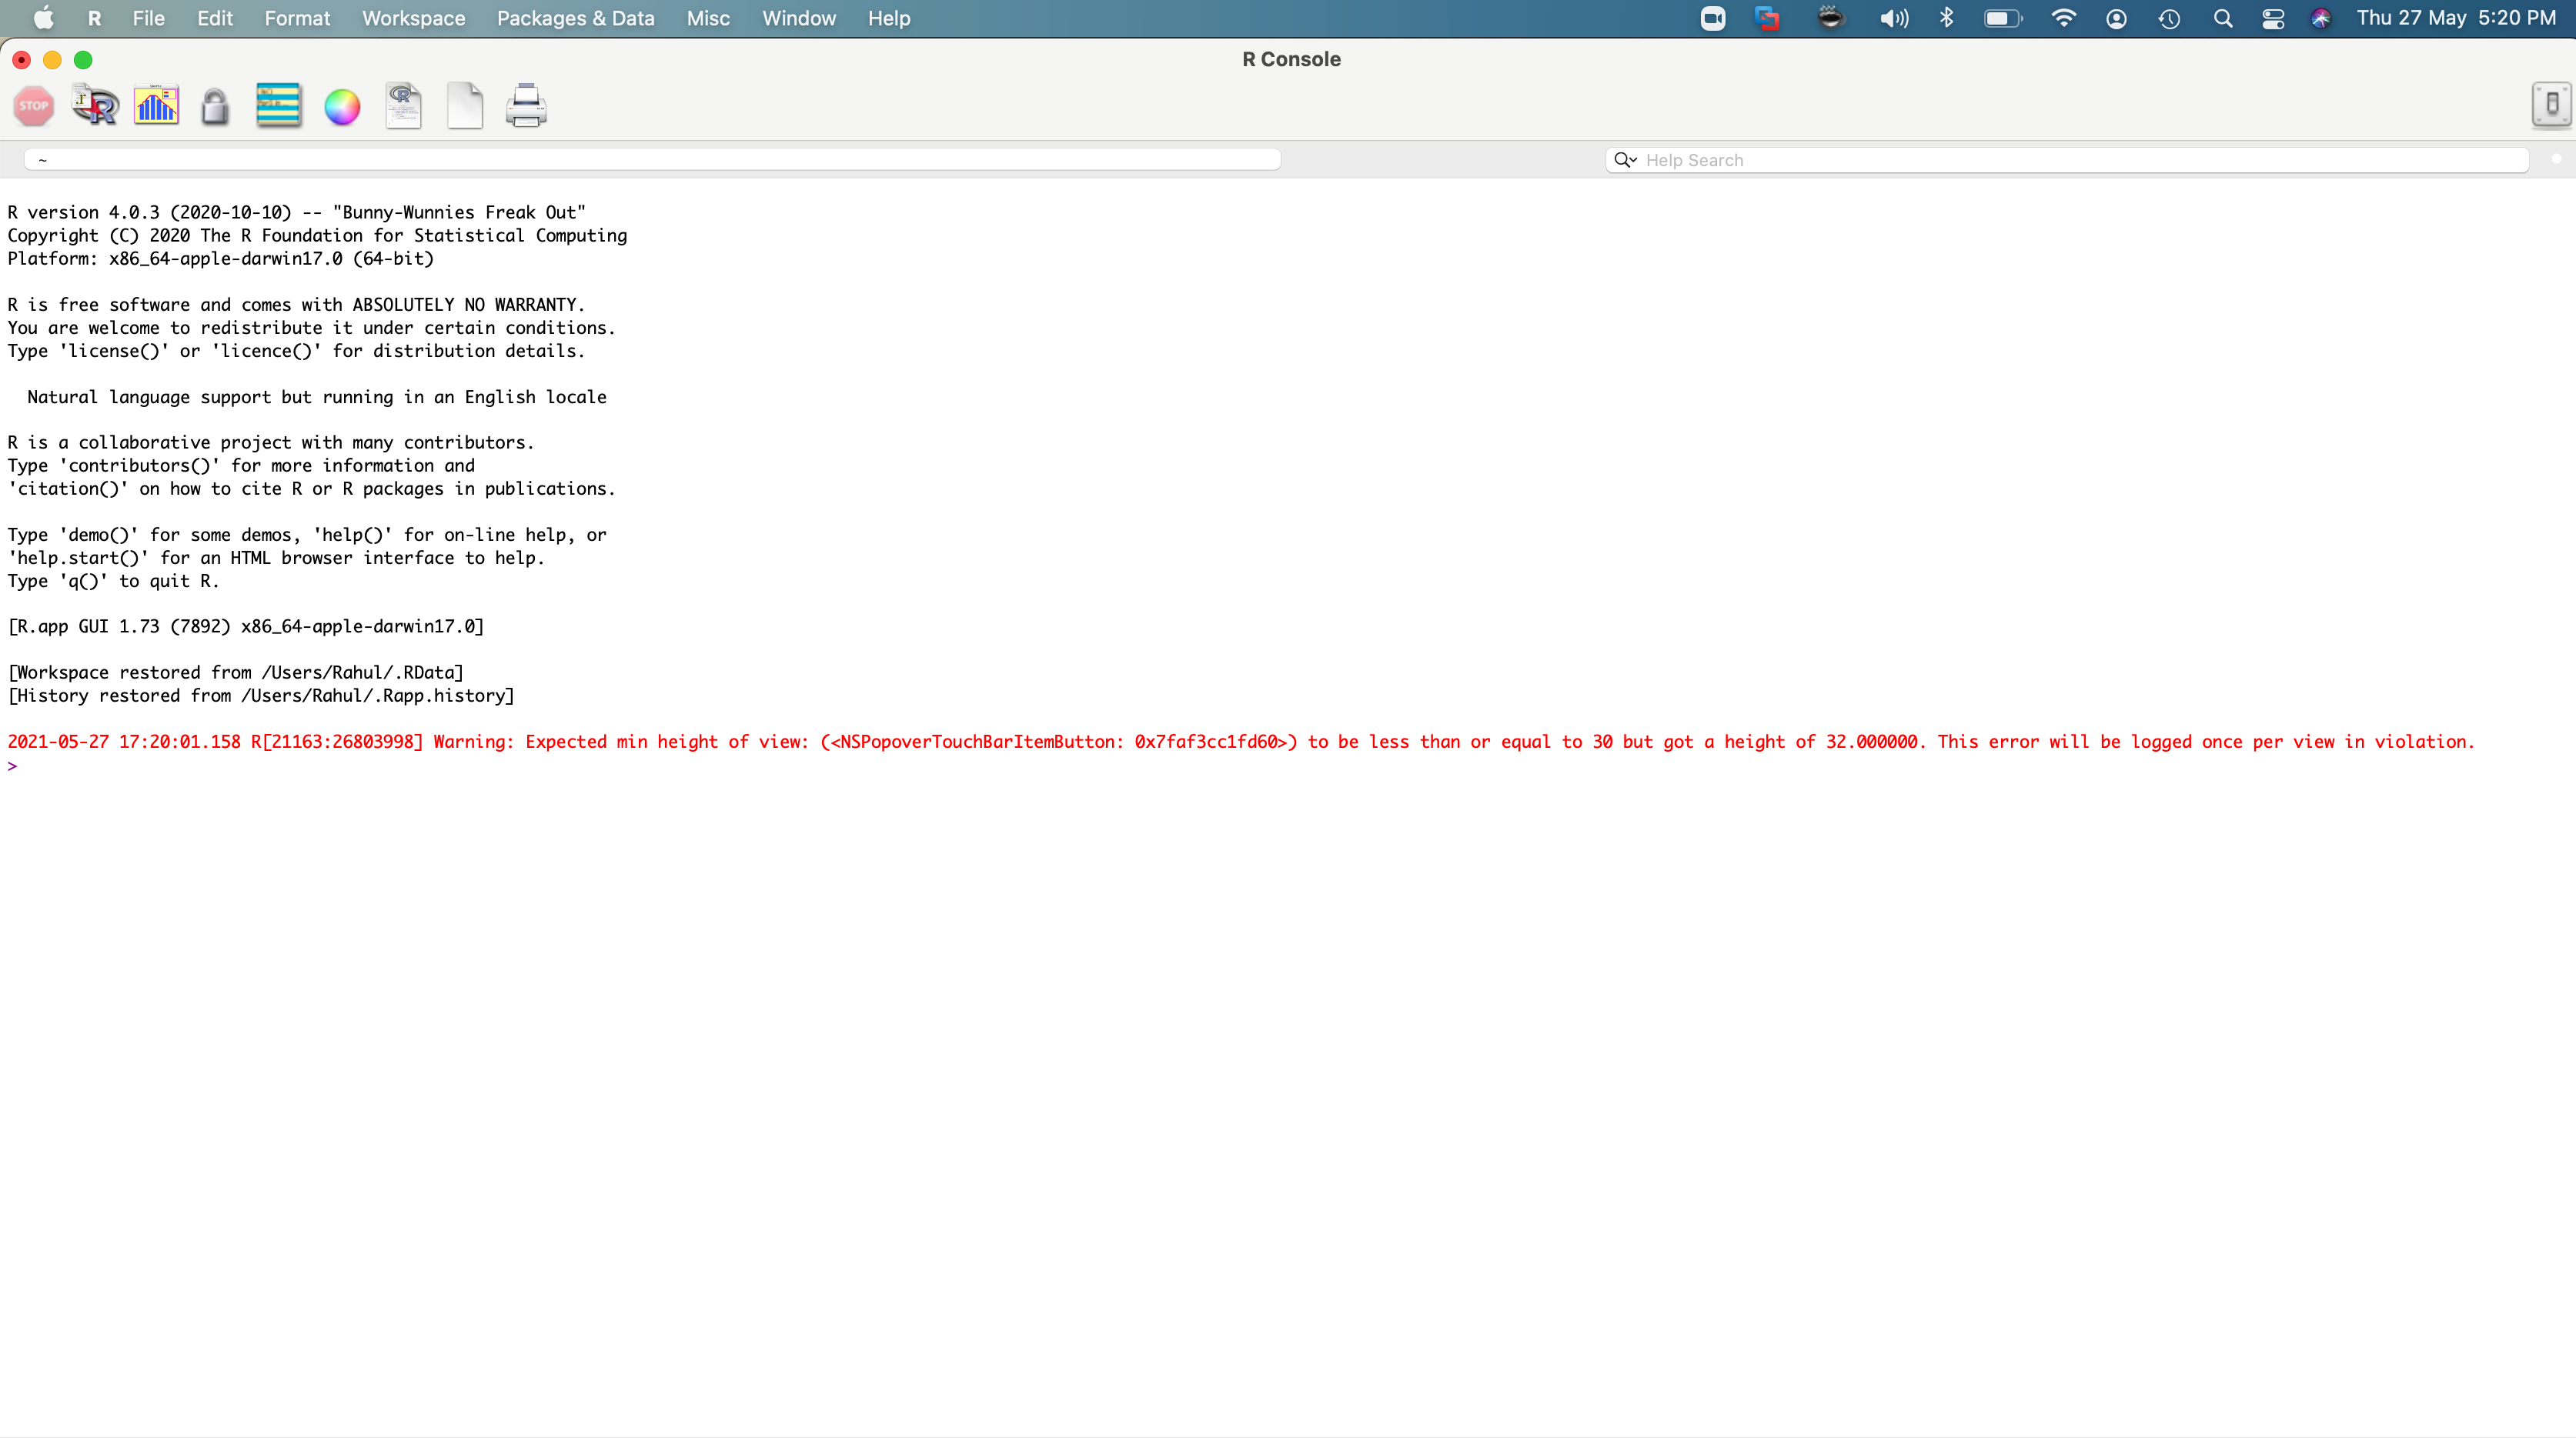 R File Edit Format Workspace Packages & Data Misc Window Help Thu 27 May 5:20 PM
R Console
STOP
~ Help Search
R version 4.0.3 (2020-10-10) -- "Bunny-Wunnies Freak Out"
Copyright (C) 2020 The R Foundation for Statistical Computing
Platform: x86_64-apple-darwin17.0 (64-bit)
R is free software and comes with ABSOLUTELY NO WARRANTY.
You are welcome to redistribute it under certain conditions.
Type 'license()' or 'licence()' for distribution details.
Natural language support but running in an English locale
R is a collaborative project with many contributors.
Type 'contributors()' for more information and
'citation()' on how to cite R or R packages in publications.
Type 'demo()' for some demos, 'help()' for on-line help, or
'help.start()' for an HTML browser interface to help.
Type 'q()' to quit R.
[R.app GUI 1.73 (7892) x86_64-apple-darwin17.0]
[Workspace restored from /Users/Rahul/.RData]
[History restored from /Users/Rahul/.Rapp.history]
2021-05-27 17:20:01.158 R[21163:26803998] Warning: Expected min height of view: (<NSPopoverTouchBarItemButton: 0x7faf3cc1fd60>) to be less than or equal to 30 but got a height of 32.000000. This error will be logged once per view in violation.
>